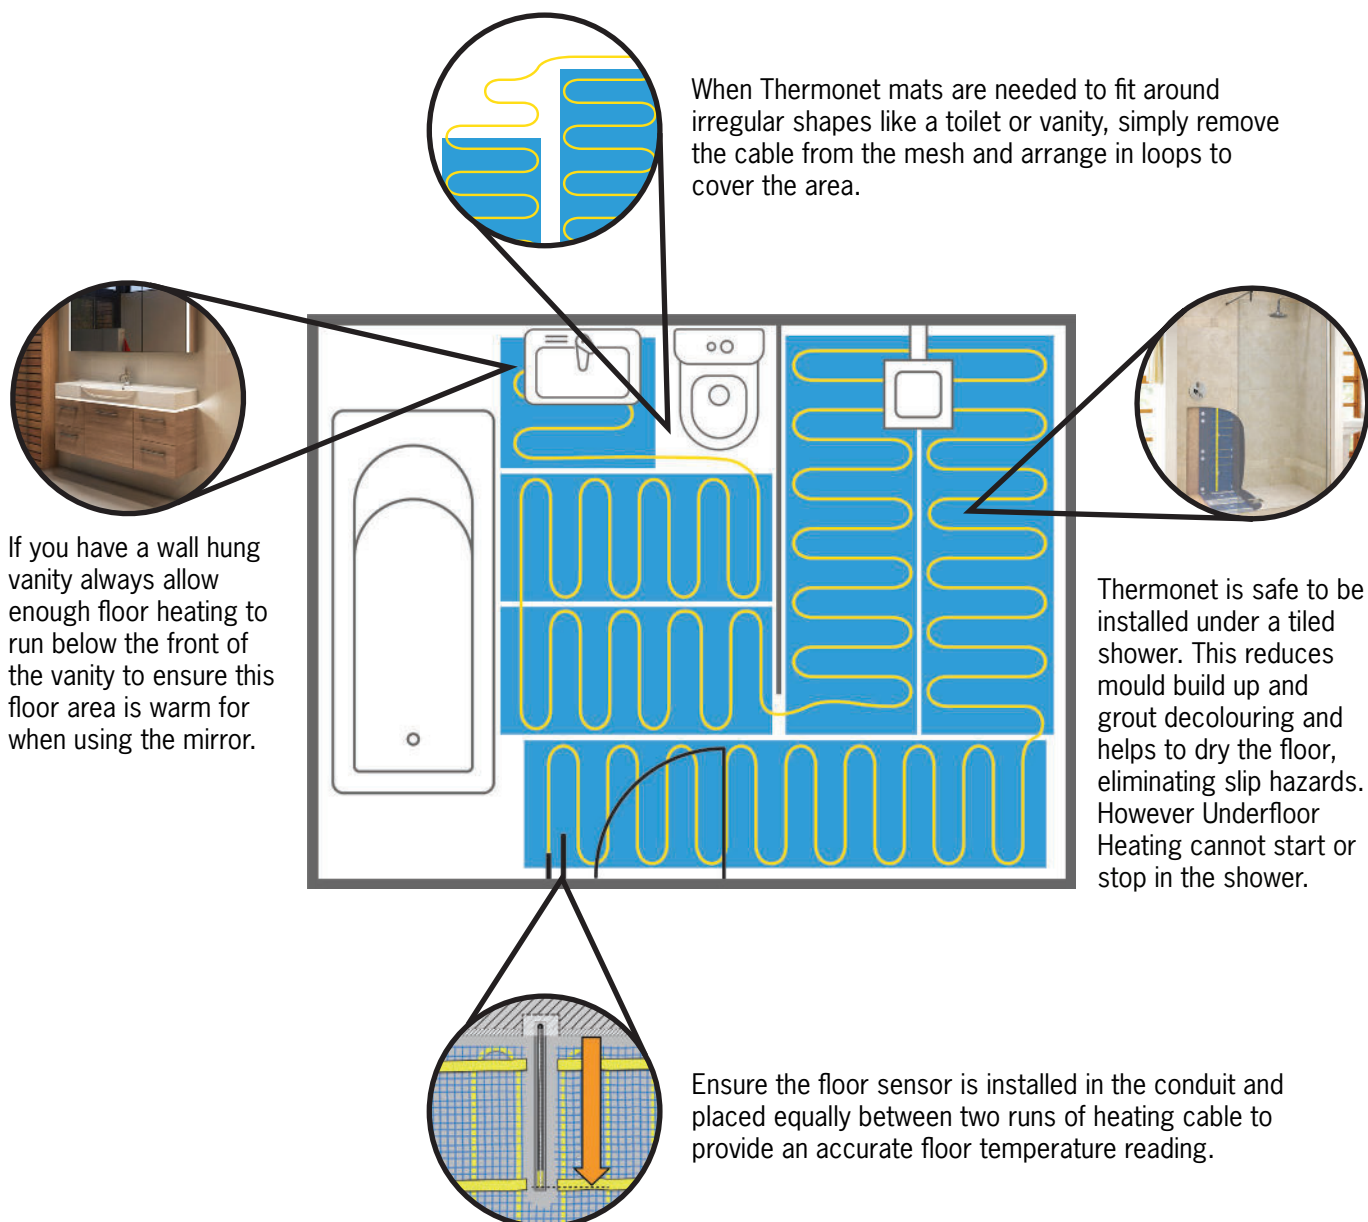 When Thermonet mats are needed to fit around
irregular shapes like a toilet or vanity, simply remove
the cable from the mesh and arrange in loops to
cover the area.
If you have a wall hung
vanity always allow
enough floor heating to
run below the front of
the vanity to ensure this
floor area is warm for
when using the mirror.
Thermonet is safe to be
installed under a tiled
shower. This reduces
mould build up and
grout decolouring and
helps to dry the floor,
eliminating slip hazards.
However Underfloor
Heating cannot start or
stop in the shower.
Ensure the floor sensor is installed in the conduit and
placed equally between two runs of heating cable to
provide an accurate floor temperature reading.